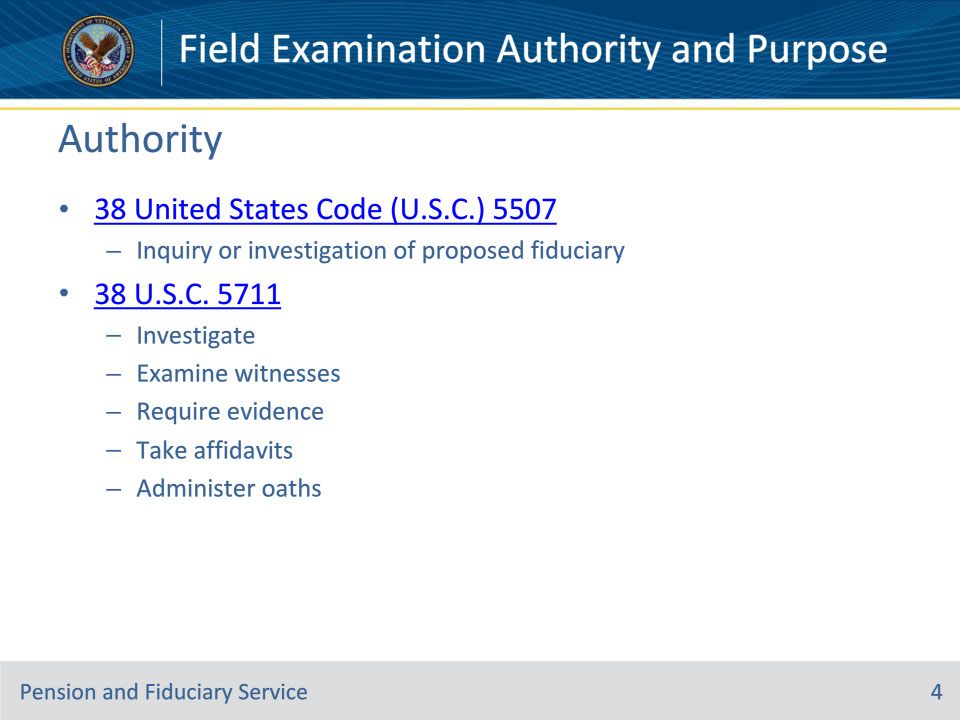 Field Examination Authority and Purpose
Authority
• 38 United States Code (U.S.C.) 5507
– Inquiry or investigation of proposed fiduciary
• 38 U.S.C. 5711
– Investigate
– Examine witnesses
– Require evidence
– Take affidavits
– Administer oaths
Pension and Fiduciary Service
4